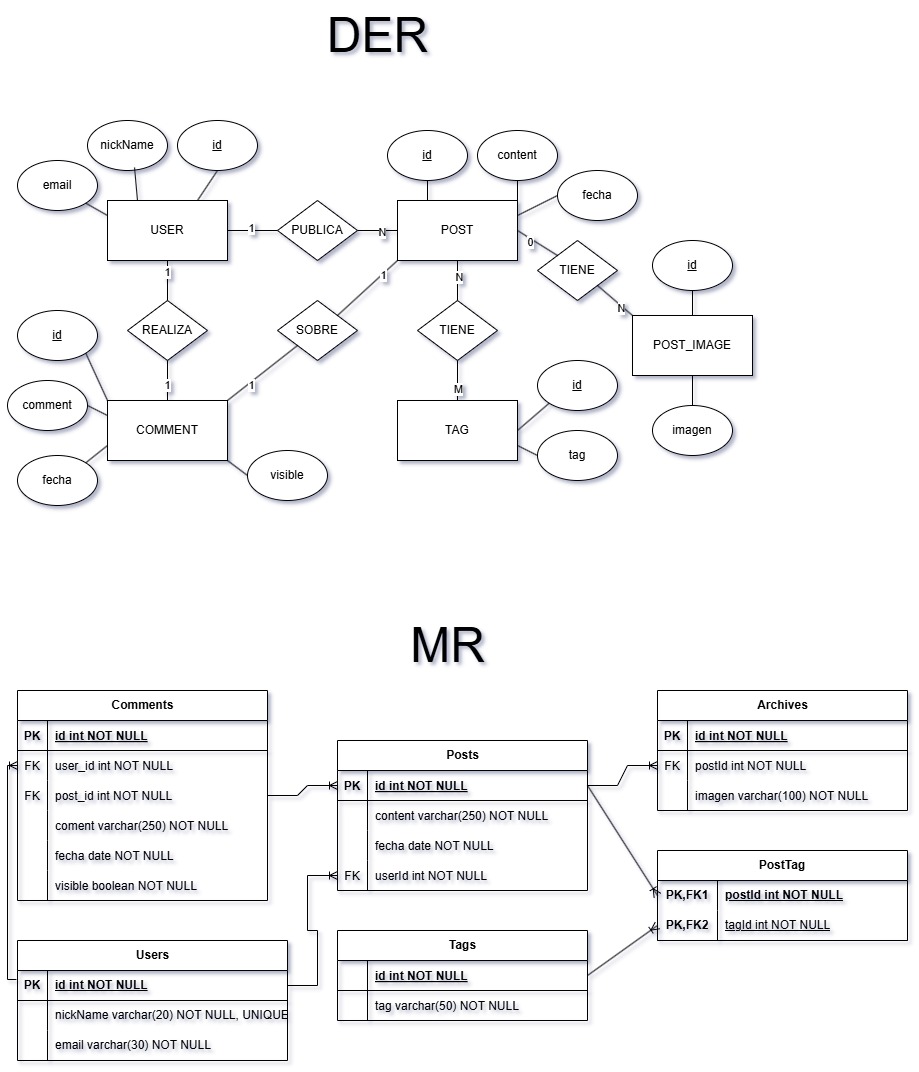 DER
nickName
id
email
USER
1
PUBLICA
N
id
content
fecha
POST
0
TIENE
N
id
POST_IMAGE
imagen
1
REALIZA
1
1
SOBRE
1
N
TIENE
M
id
comment
fecha
COMMENT
visible
TAG
id
tag
MR
Comments
PK id int NOT NULL
FK user_id int NOT NULL
FK post_id int NOT NULL
coment varchar(250) NOT NULL
fecha date NOT NULL
visible boolean NOT NULL
Posts
PK id int NOT NULL
content varchar(250) NOT NULL
fecha date NOT NULL
FK userId int NOT NULL
Archives
PK id int NOT NULL
FK postId int NOT NULL
imagen varchar(100) NOT NULL
PostTag
PK,FK1 postId int NOT NULL
PK,FK2 tagId int NOT NULL
Users
PK id int NOT NULL
nickName varchar(20) NOT NULL, UNIQUE
email varchar(30) NOT NULL
Tags
id int NOT NULL
tag varchar(50) NOT NULL